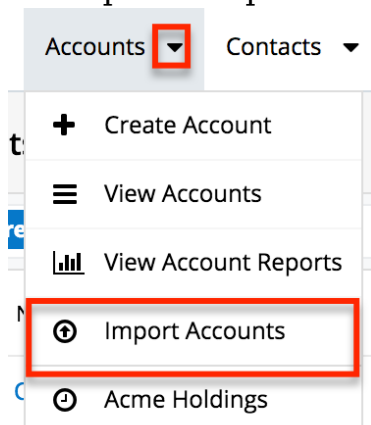 Accounts Contacts
Create Account
View Accounts
View Account Reports
Import Accounts
Acme Holdings